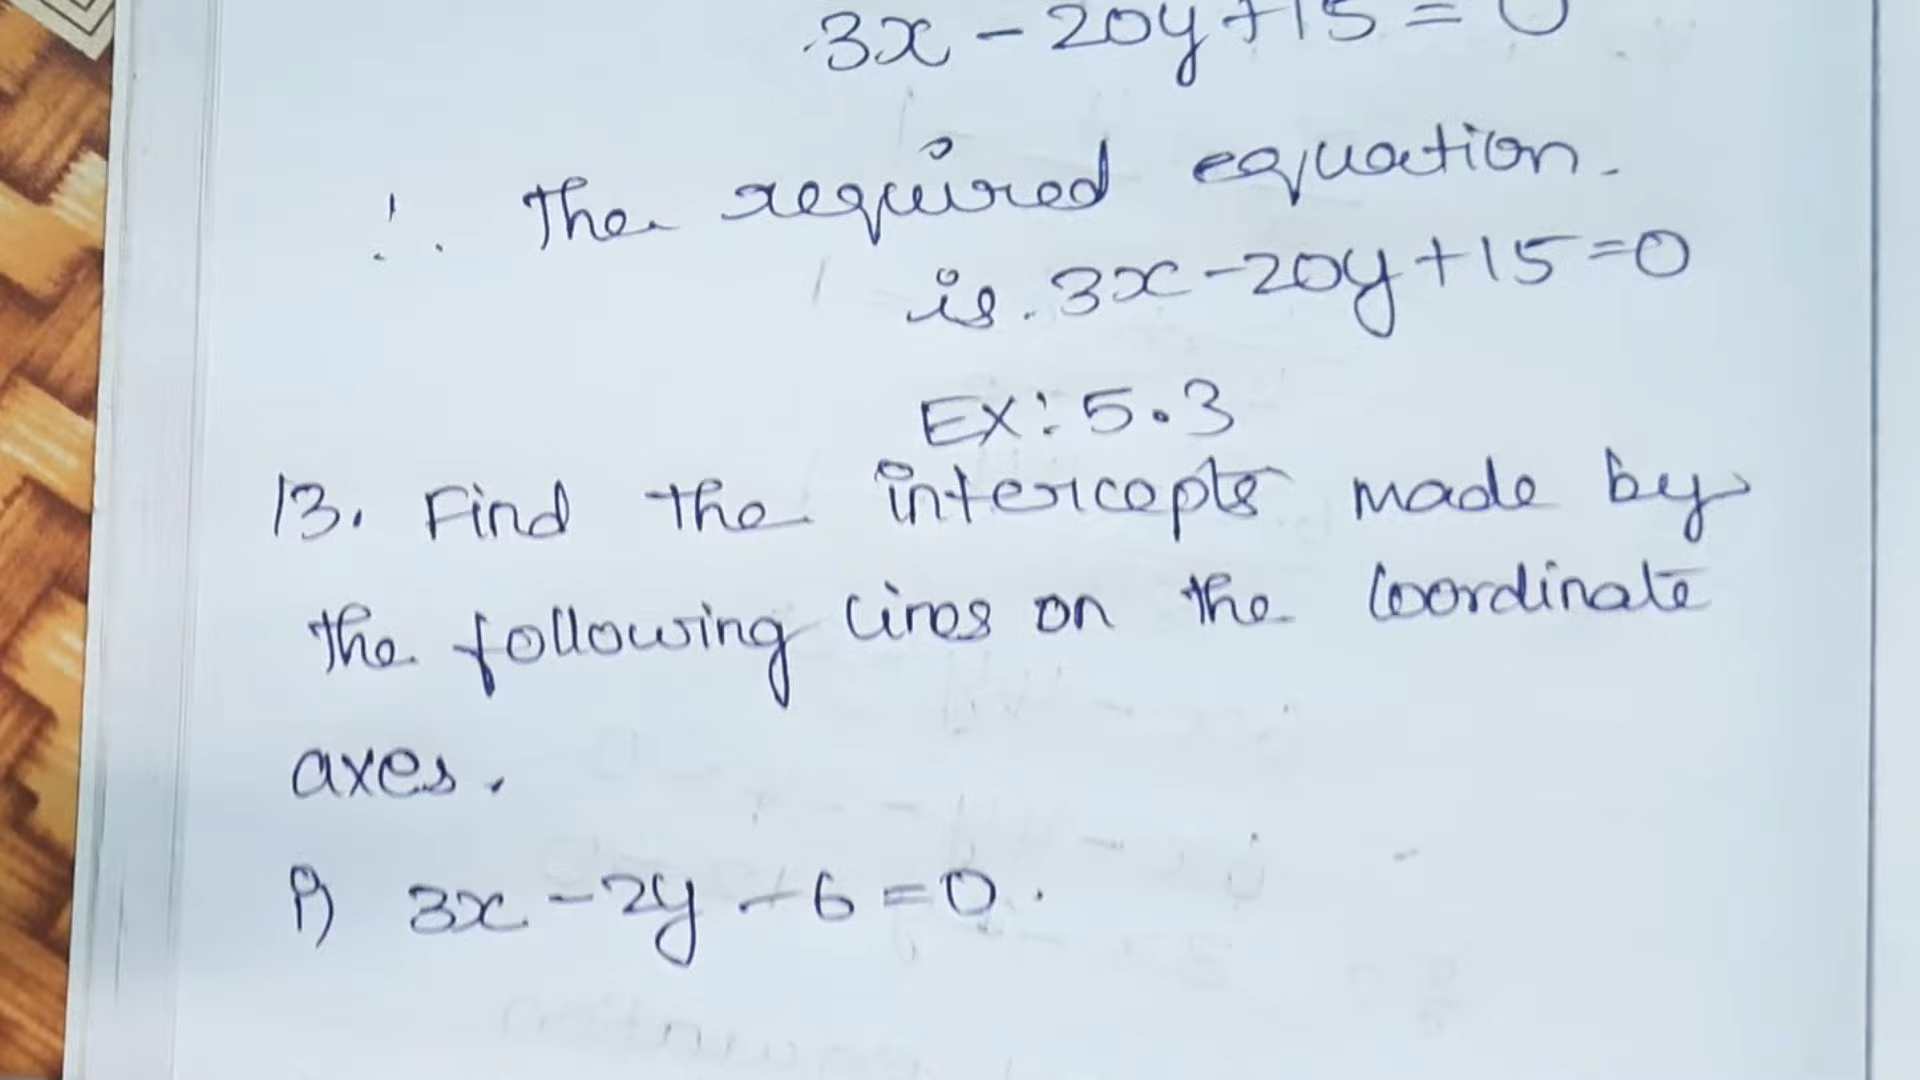 3x - 20y + 15 = 0
∴ The required equation.
is. 3x - 20y + 15 = 0
EX: 5.3
13. Find the intercepts made by
the following lines on the coordinate
axes.
i) 3x - 2y - 6 = 0.